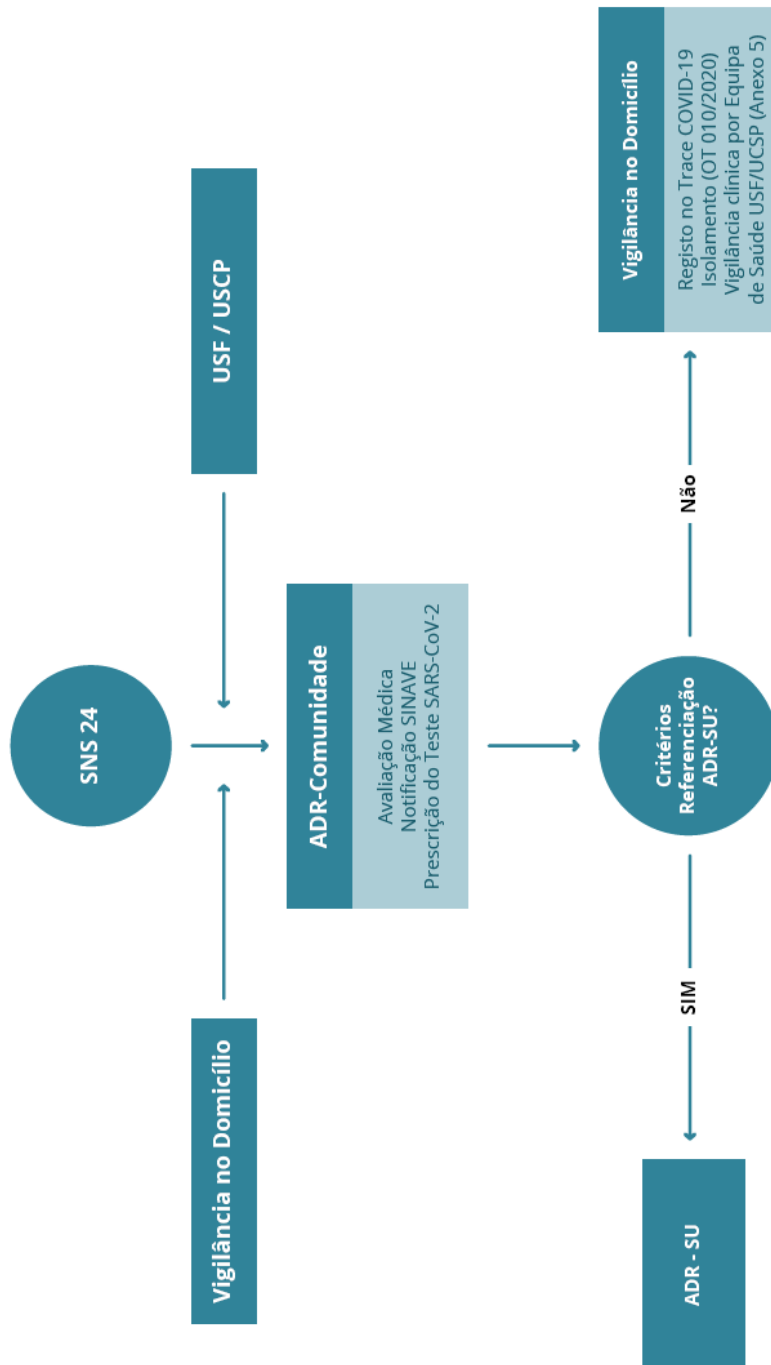 SNS 24
Vigilância no Domicílio
USF / USCP
ADR-Comunidade
Avaliação Médica
Notificação SINAVE
Prescrição do Teste SARS-CoV-2
Critérios
Referenciação
ADR-SU?
SIM
Não
ADR - SU
Vigilância no Domicílio
Registo no Trace COVID-19
Isolamento (OT 010/2020)
Vigilância clínica por Equipa
de Saúde USF/UCSP (Anexo 5)